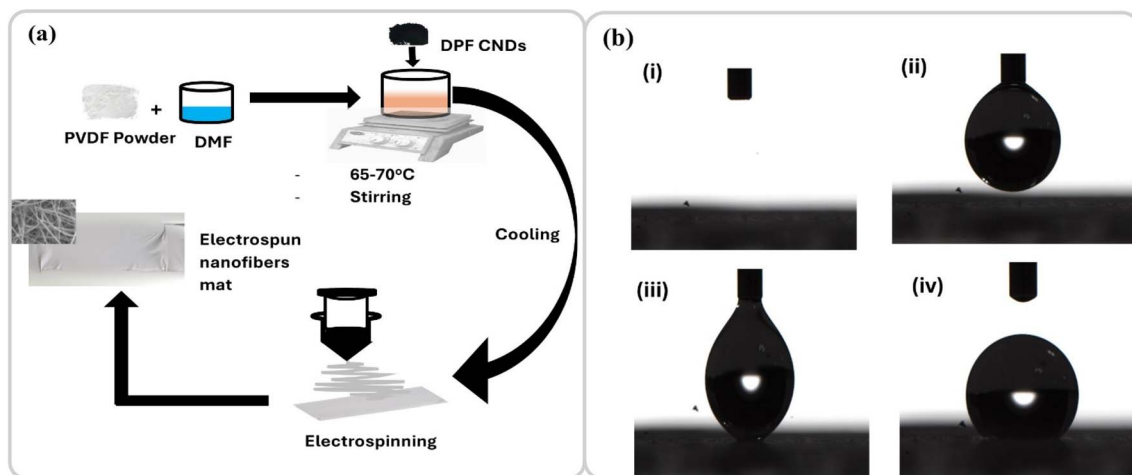 (a)
DPF CNDs
PVDF Powder
+
DMF
- 65-70°C
- Stirring
Cooling
Electrospun
nanofibers
mat
Electrospinning
(b)
(i)
(ii)
(iii)
(iv)